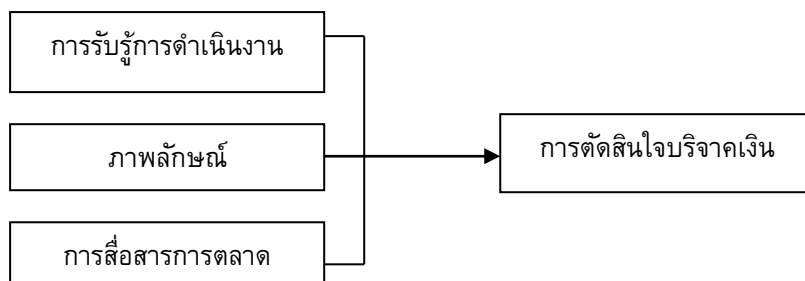 การรับรู้การดำเนินงาน
ภาพลักษณ์
การตัดสินใจบริจาคเงิน
การสื่อสารการตลาด